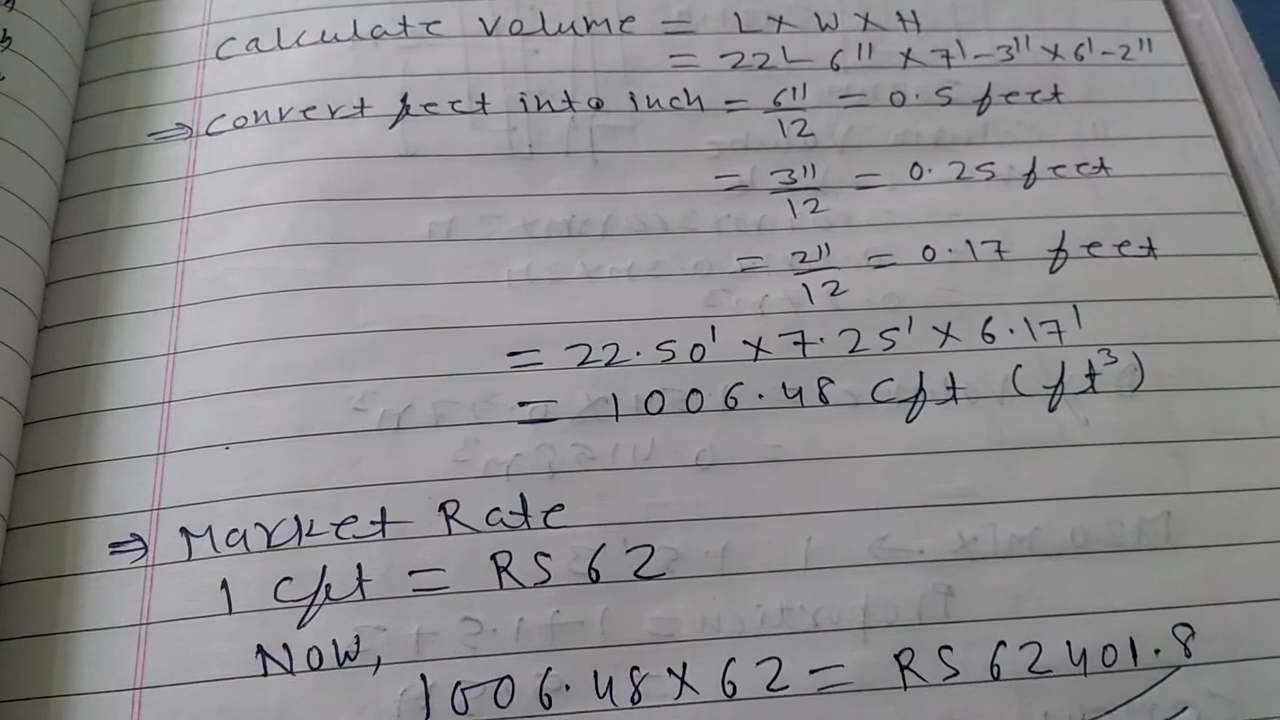 calculate volume = L x W x H
= 22'- 6" x 7'-3" x 6'-2"
⇒ convert feet into inch = 6"/12 = 0.5 feet
= 3"/12 = 0.25 feet
= 2"/12 = 0.17 feet
= 22.50' x 7.25' x 6.17'
= 1006.48 cft (ft³)
⇒ Market Rate
1 cft = RS 62
Now,
1006.48 x 62 = RS 62401.8